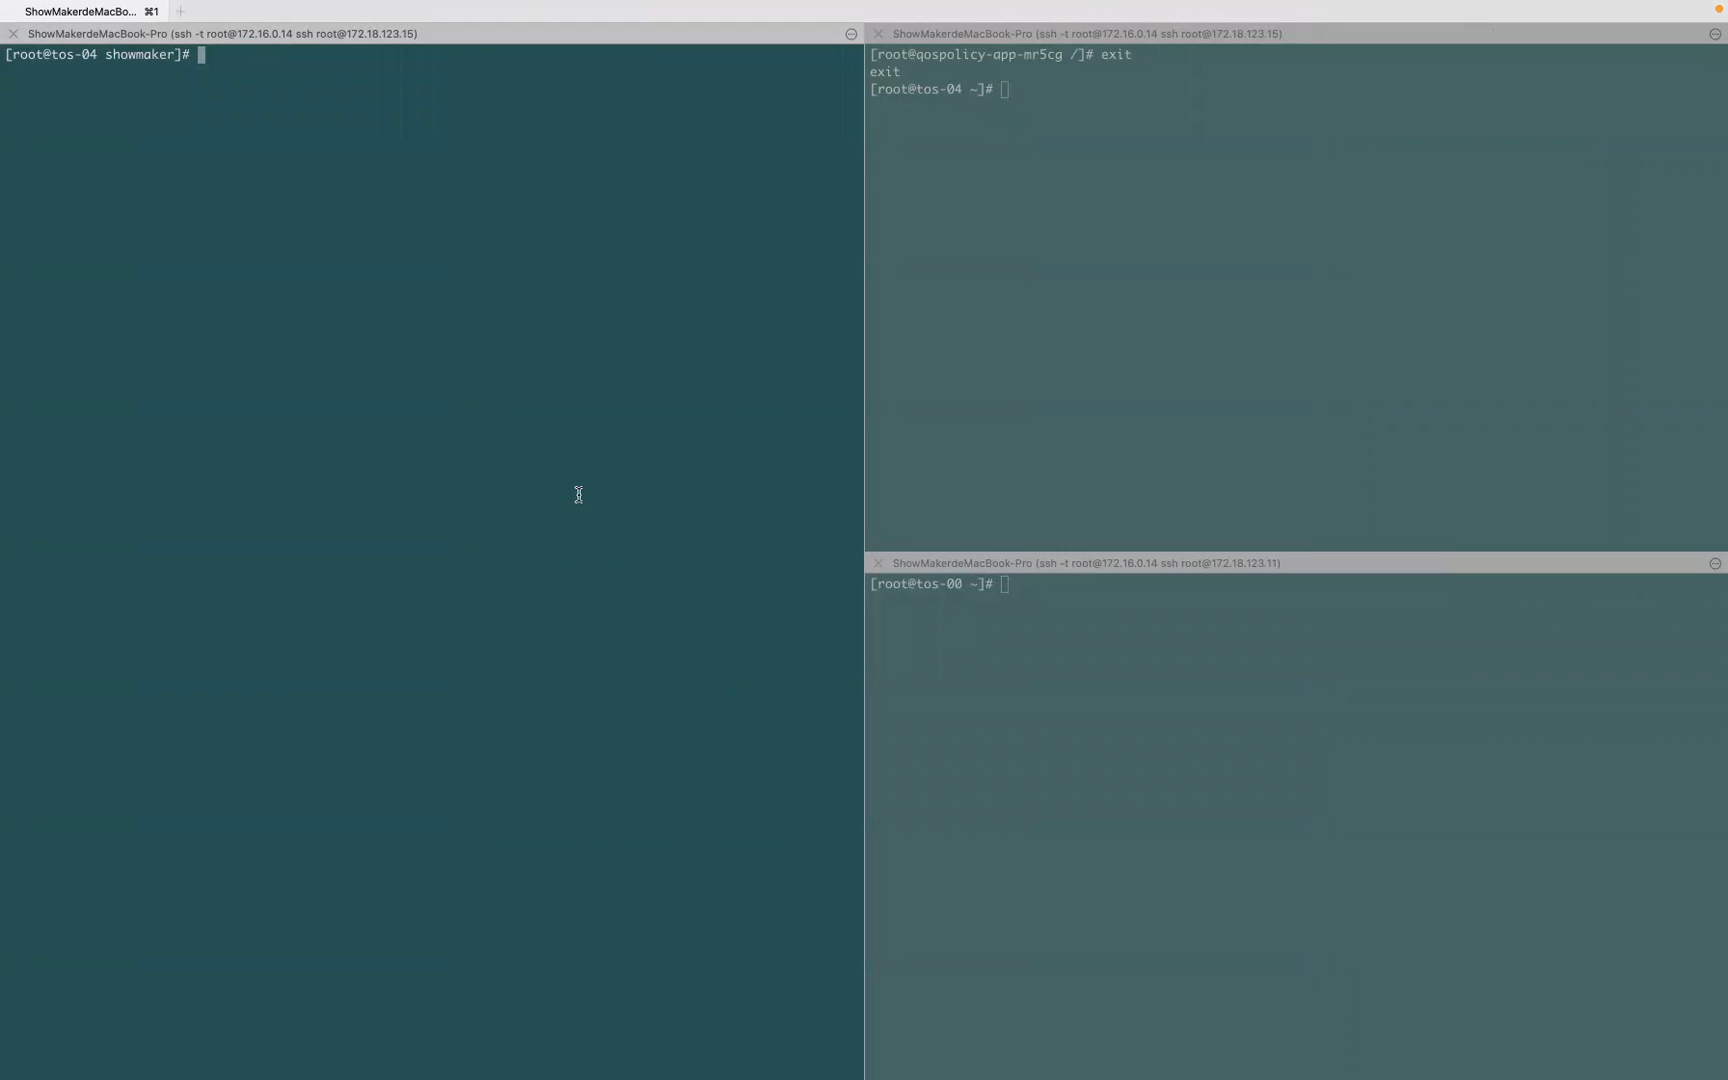 ShowMakerdeMacBo... ⌘1
ShowMakerdeMacBook-Pro (ssh -t root@172.16.0.14 ssh root@172.18.123.15)
[root@tos-04 showmaker]#
ShowMakerdeMacBook-Pro (ssh -t root@172.16.0.14 ssh root@172.18.123.15)
[root@qospolicy-app-mr5cg /]# exit
exit
[root@tos-04 ~]#
ShowMakerdeMacBook-Pro (ssh -t root@172.16.0.14 ssh root@172.18.123.11)
[root@tos-00 ~]#